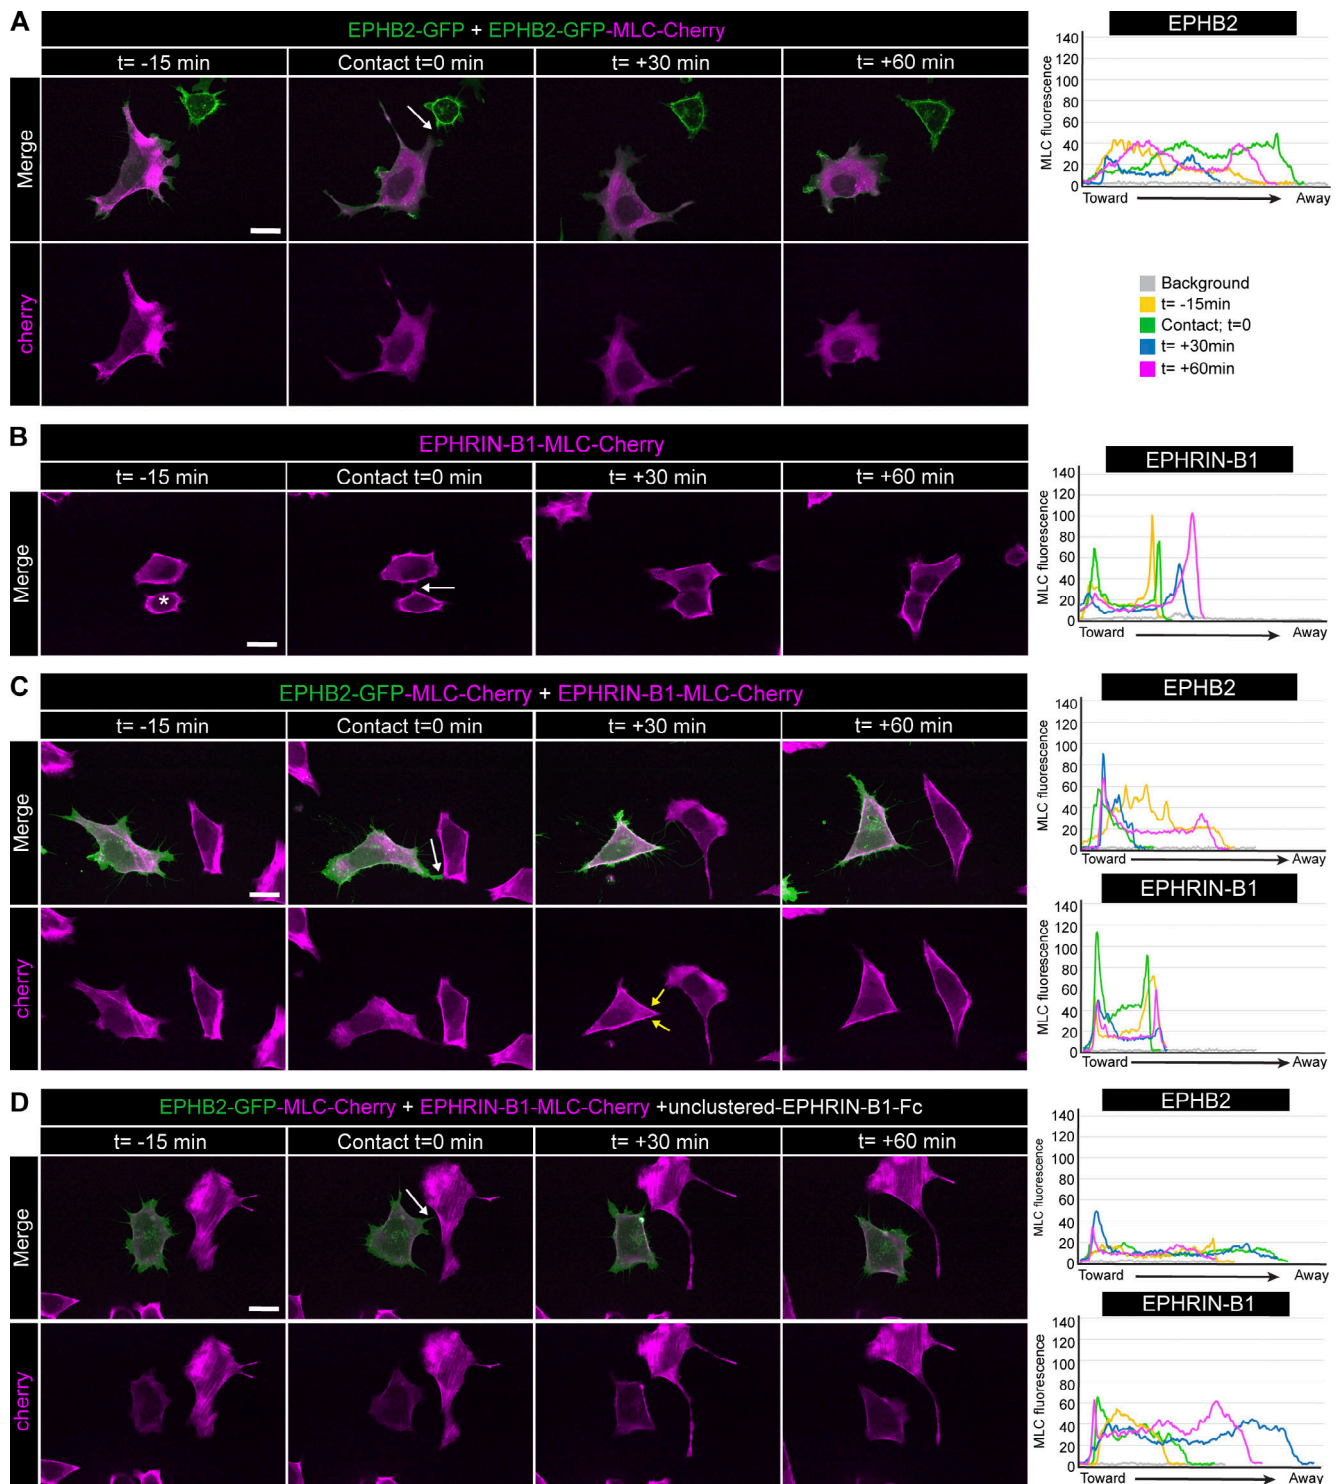 A
EPHB2-GFP + EPHB2-GFP-MLC-Cherry
t= -15 min
Contact t=0 min
t= +30 min
t= +60 min
Merge
cherry
EPHB2
MLC fluorescence
140
120
100
80
60
40
20
0
Toward
Away
Background
t= -15min
Contact; t=0
t= +30min
t= +60min
B
EPHRIN-B1-MLC-Cherry
t= -15 min
Contact t=0 min
t= +30 min
t= +60 min
Merge
*
EPHRIN-B1
MLC fluorescence
140
120
100
80
60
40
20
0
Toward
Away
C
EPHB2-GFP-MLC-Cherry + EPHRIN-B1-MLC-Cherry
t= -15 min
Contact t=0 min
t= +30 min
t= +60 min
Merge
cherry
EPHB2
MLC fluorescence
140
120
100
80
60
40
20
0
Toward
Away
EPHRIN-B1
MLC fluorescence
140
120
100
80
60
40
20
0
Toward
Away
D
EPHB2-GFP-MLC-Cherry + EPHRIN-B1-MLC-Cherry +unclustered-EPHRIN-B1-Fc
t= -15 min
Contact t=0 min
t= +30 min
t= +60 min
Merge
cherry
EPHB2
MLC fluorescence
140
120
100
80
60
40
20
0
Toward
Away
EPHRIN-B1
MLC fluorescence
140
120
100
80
60
40
20
0
Toward
Away